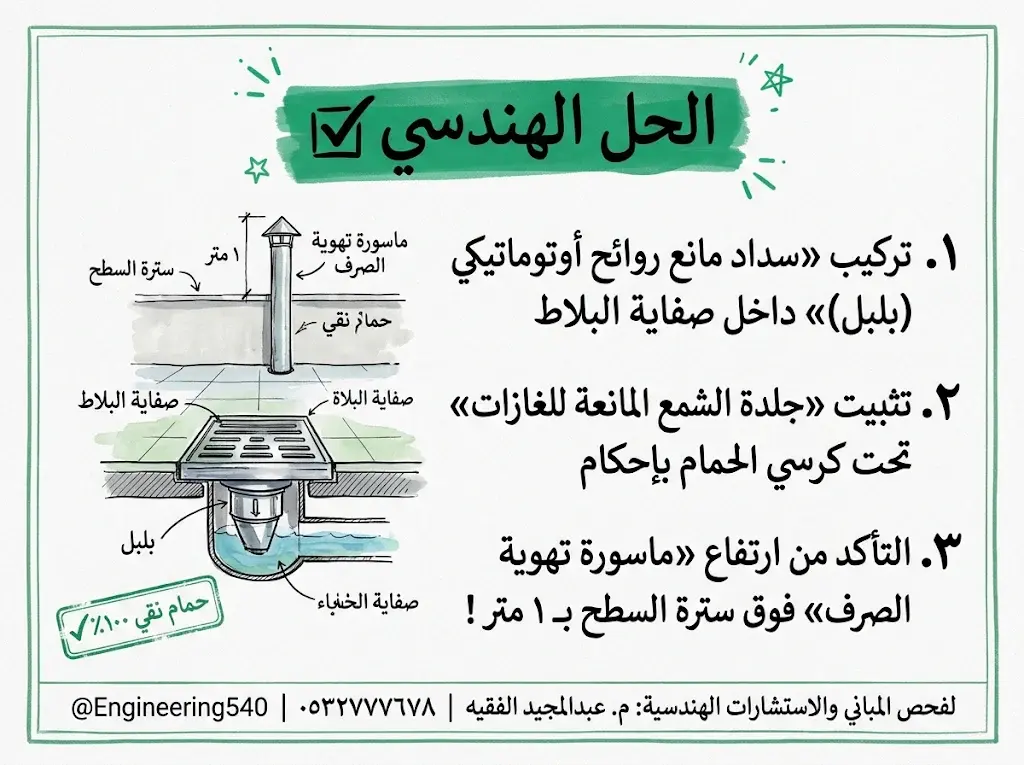 الحل الهندسي
١. تركيب «سداد مانع روائح أوتوماتيكي
(بلبل)» داخل صفاية البلاط
٢. تثبيت «جلدة الشمع المانعة للغازات»
تحت كرسي الحمام بإحكام
٣. التأكد من ارتفاع «ماسورة تهوية
الصرف» فوق سترة السطح بـ ١ متر !
ماسورة تهوية
الصرف
١ متر
سترة السطح
نقي
صفاية البلاة
صفاية البلاط
بلبل
صفاية
حمام نقي ١٠٠٪
لفحص المباني والاستشارات الهندسية: م. عبدالمجيد الفقيه | ٠٥٣٢٧٧٧٦٧٨ | @Engineering540